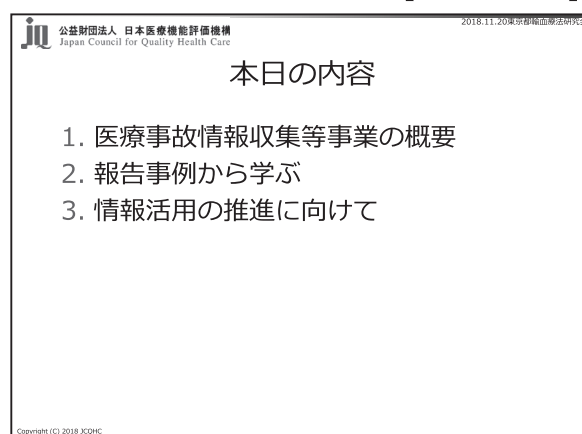 公益財団法人 日本医療機能評価機構
Japan Council for Quality Health Care
2018.11.20東京都輸血療法研究会
本日の内容
1. 医療事故情報収集等事業の概要
2. 報告事例から学ぶ
3. 情報活用の推進に向けて
Copyright (C) 2018 JCQHC